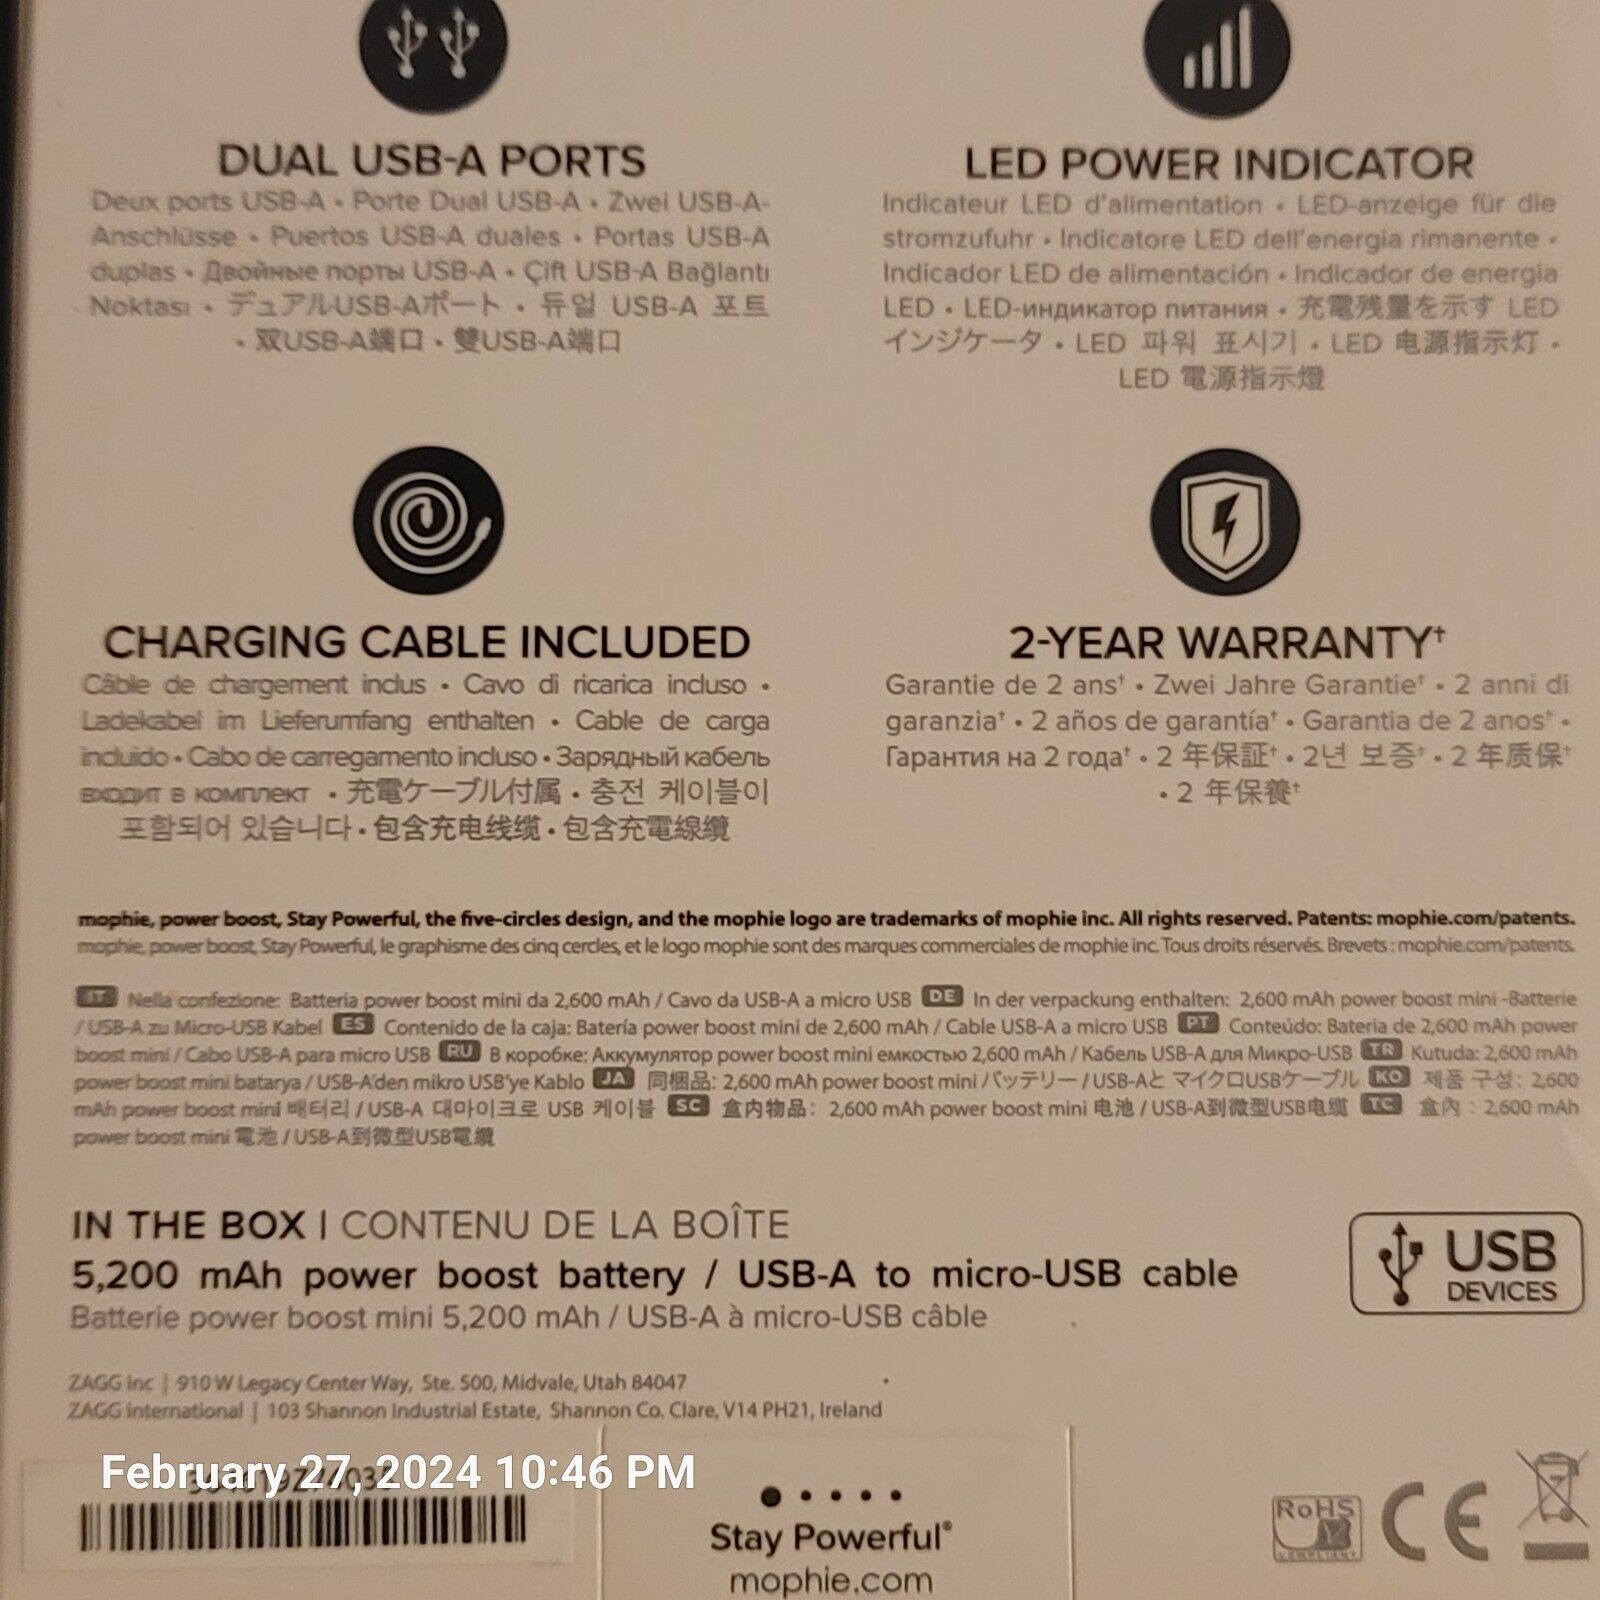 DUAL USB-A PORTS
Deux ports USB-A • Porte Dual USB-A • Zwei USB-A-
Anschlüsse • Puertos USB-A duales • Portas USB-A
duplas • Двойные порты USB-A • Çift USB-A Bağlantı
Noktası • デュアルUSB-Aポート • 듀얼 USB-A 포트
• 双USB-A端口 • 雙USB-A端口
LED POWER INDICATOR
Indicateur LED d'alimentation • LED-anzeige für die
stromzufuhr • Indicatore LED dell'energia rimanente •
Indicador LED de alimentación • Indicador de energia
LED • LED-индикатор питания • 充電残量を示す LED
インジケータ • LED 파워 표시기 • LED 电源指示灯 •
LED 電源指示燈
CHARGING CABLE INCLUDED
Câble de chargement inclus • Cavo di ricarica incluso •
Ladekabel im Lieferumfang enthalten • Cable de carga
incluido • Cabo de carregamento incluso • Зарядный кабель
входит в комплект • 充電ケーブル付属 • 충전 케이블이
포함되어 있습니다 • 包含充电线缆 • 包含充電線纜
2-YEAR WARRANTY†
Garantie de 2 ans† • Zwei Jahre Garantie† • 2 anni di
garanzia† • 2 años de garantía† • Garantia de 2 anos† •
Гарантия на 2 года† • 2 年保証† • 2년 보증† • 2 年质保†
• 2 年保養†
mophie, power boost, Stay Powerful, the five-circles design, and the mophie logo are trademarks of mophie inc. All rights reserved. Patents: mophie.com/patents.
mophie, power boost, Stay Powerful, le graphisme des cinq cercles, et le logo mophie sont des marques commerciales de mophie inc. Tous droits réservés. Brevets : mophie.com/patents.
IT Nella confezione: Batteria power boost mini da 2,600 mAh / Cavo da USB-A a micro USB DE In der verpackung enthalten: 2,600 mAh power boost mini -Batterie
/ USB-A zu Micro-USB Kabel ES Contenido de la caja: Batería power boost mini de 2,600 mAh / Cable USB-A a micro USB PT Conteúdo: Bateria de 2,600 mAh power
boost mini / Cabo USB-A para micro USB RU В коробке: Аккумулятор power boost mini емкостью 2,600 mAh / Кабель USB-A для Микро-USB TR Kutuda: 2,600 mAh
power boost mini batarya / USB-A'den mikro USB'ye Kablo JA 同梱品: 2,600 mAh power boost mini バッテリー / USB-Aと マイクロUSBケーブル KO 제품 구성: 2,600
mAh power boost mini 배터리 / USB-A 대마이크로 USB 케이블 SC 盒内物品: 2,600 mAh power boost mini 电池 / USB-A到微型USB电缆 TC 盒內 : 2,600 mAh
power boost mini 電池 / USB-A到微型USB電纜
IN THE BOX | CONTENU DE LA BOÎTE
5,200 mAh power boost battery / USB-A to micro-USB cable
Batterie power boost mini 5,200 mAh / USB-A à micro-USB câble
USB
DEVICES
ZAGG Inc | 910 W Legacy Center Way, Ste. 500, Midvale, Utah 84047
ZAGG International | 103 Shannon Industrial Estate, Shannon Co. Clare, V14 PH21, Ireland
February 27, 2024 10:46 PM
Stay Powerful®
mophie.com
RoHS
COMPLIANT
CE